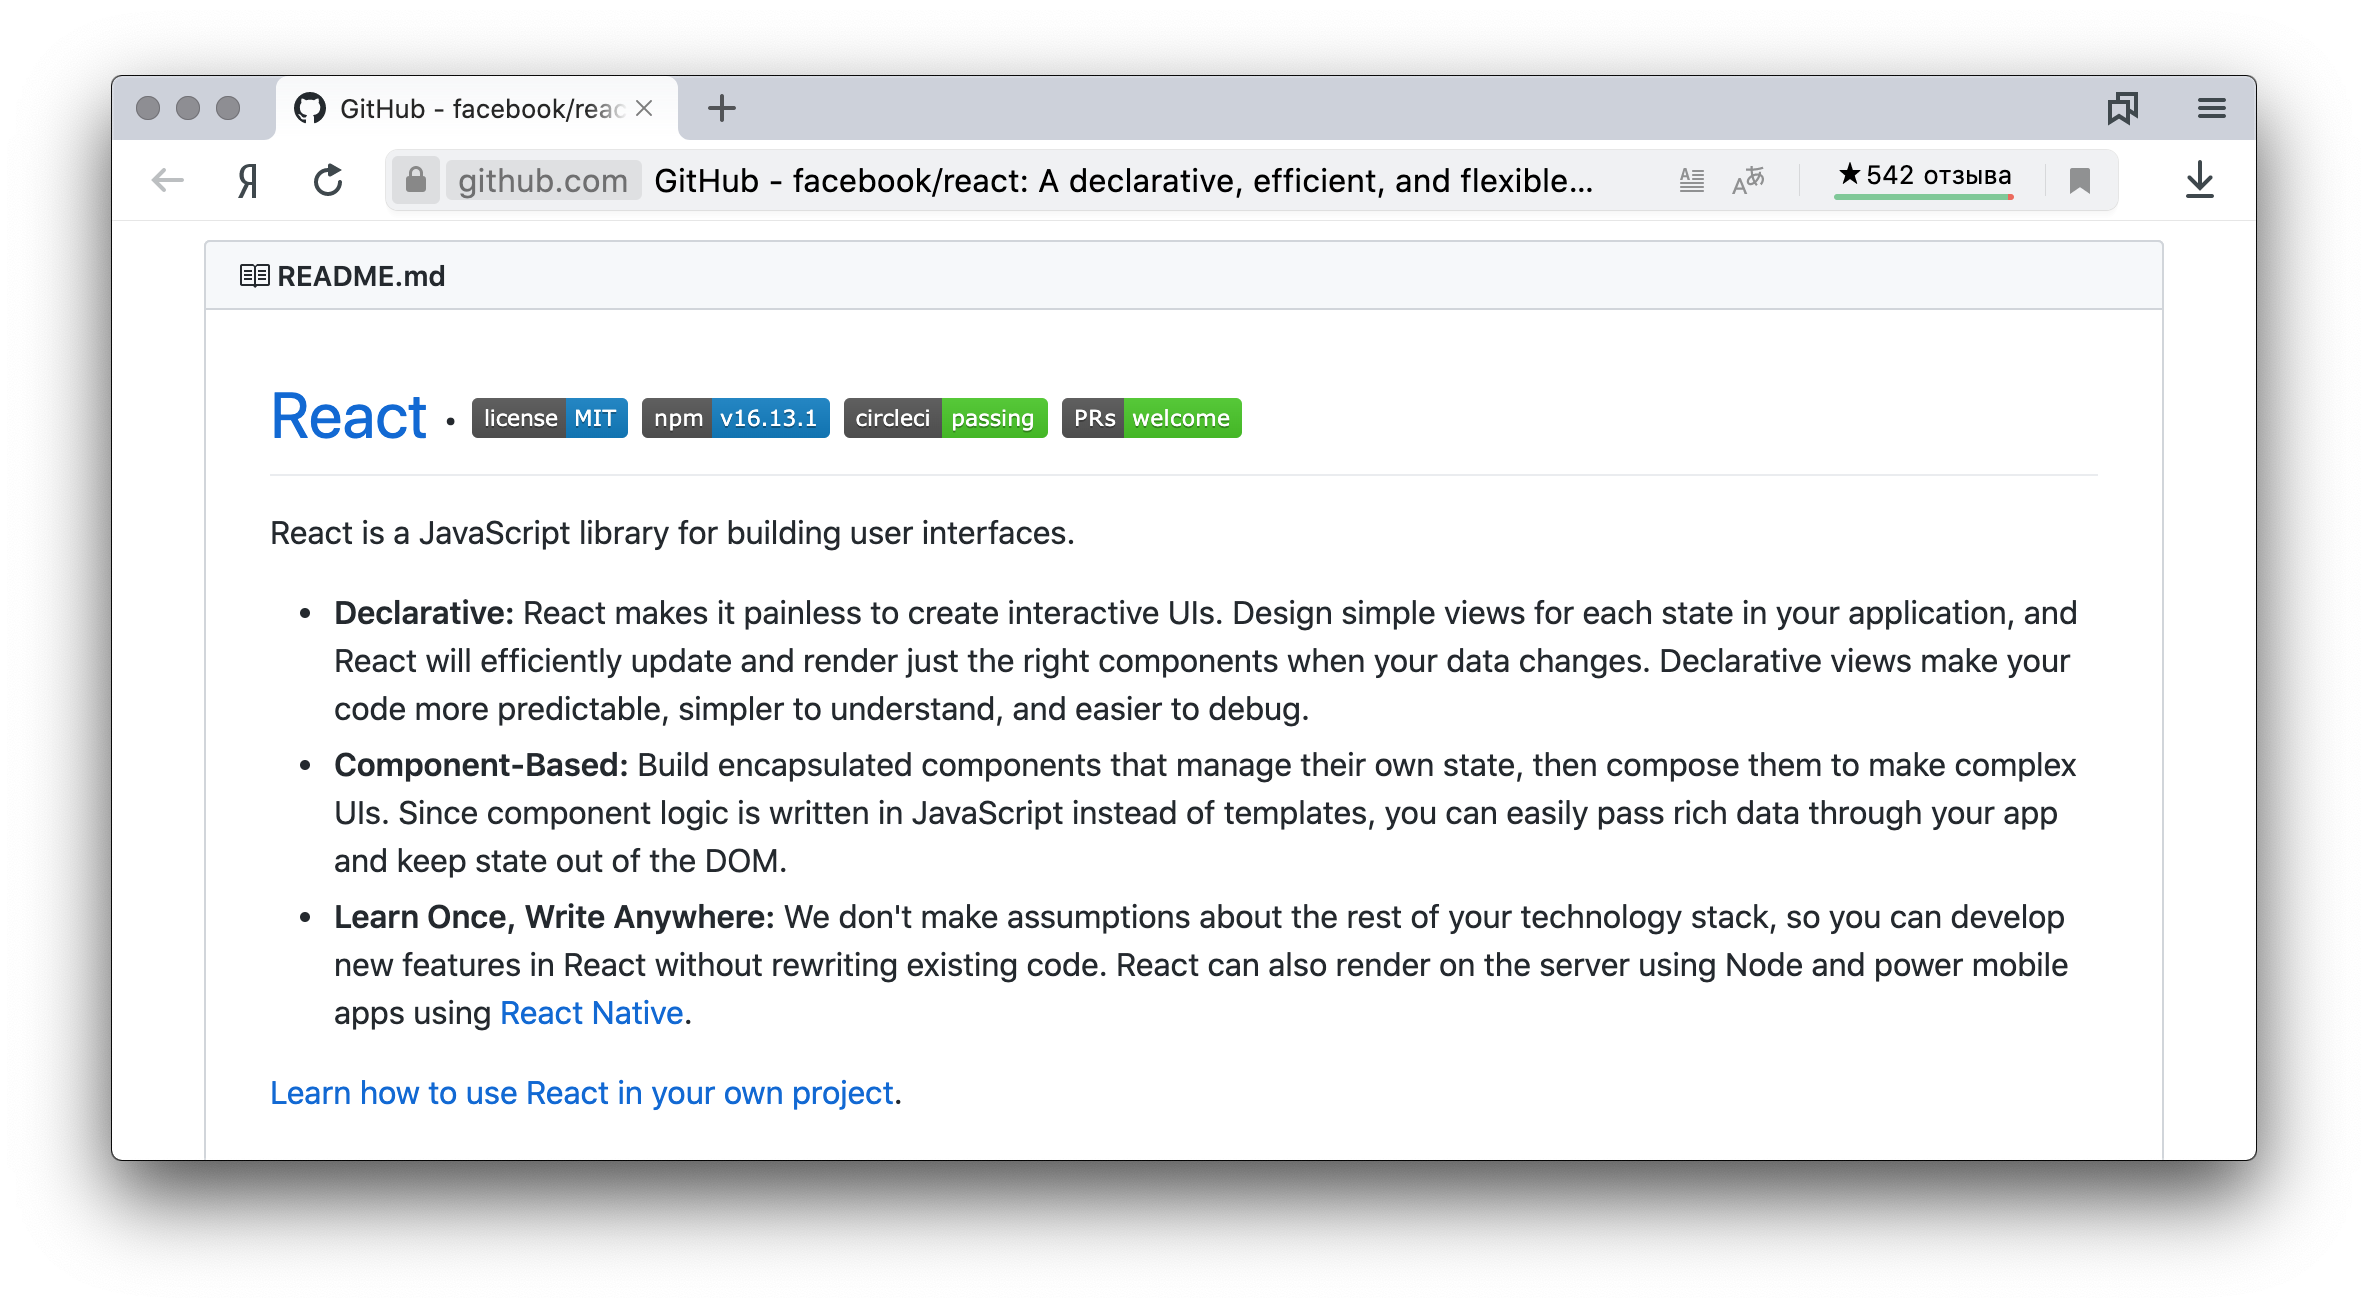 GitHub - facebook/reac
Я github.com GitHub - facebook/react: A declarative, efficient, and flexible... ★ 542 отзыва
README.md
React · license MIT npm v16.13.1 circleci passing PRs welcome
React is a JavaScript library for building user interfaces.
• Declarative: React makes it painless to create interactive UIs. Design simple views for each state in your application, and
React will efficiently update and render just the right components when your data changes. Declarative views make your
code more predictable, simpler to understand, and easier to debug.
• Component-Based: Build encapsulated components that manage their own state, then compose them to make complex
UIs. Since component logic is written in JavaScript instead of templates, you can easily pass rich data through your app
and keep state out of the DOM.
• Learn Once, Write Anywhere: We don't make assumptions about the rest of your technology stack, so you can develop
new features in React without rewriting existing code. React can also render on the server using Node and power mobile
apps using React Native.
Learn how to use React in your own project.